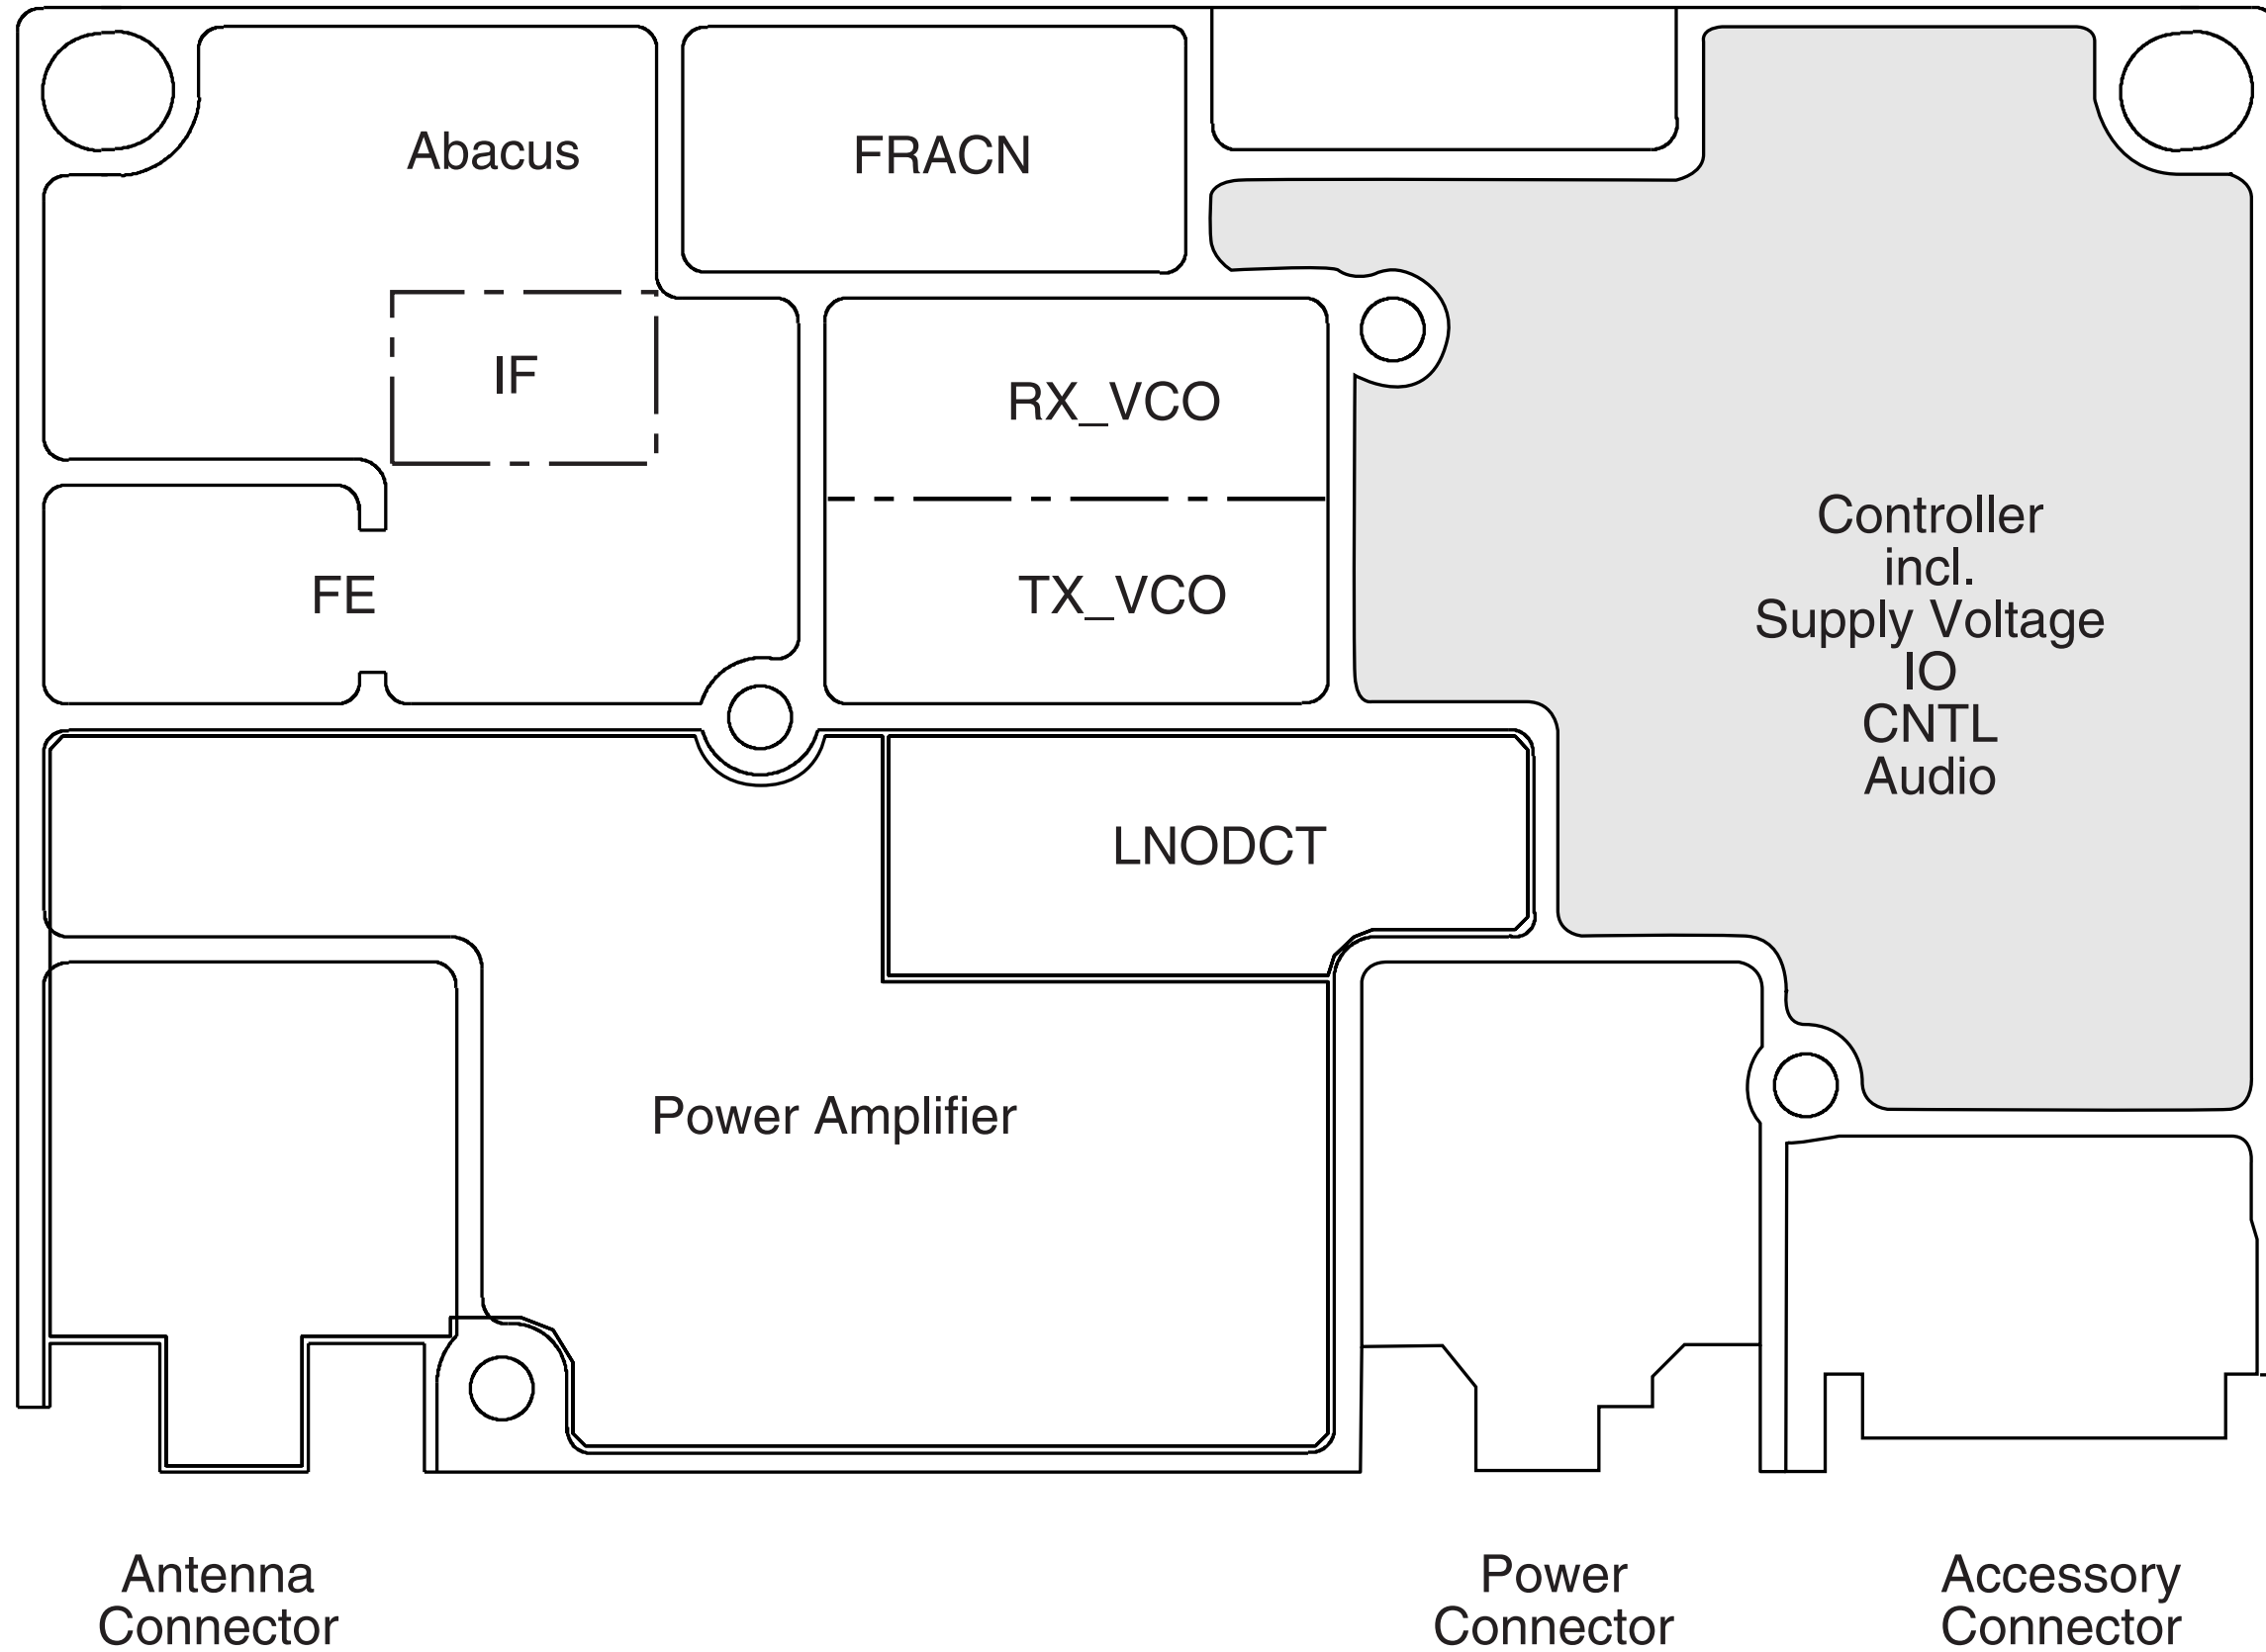 Abacus
FRACN
IF
RX_VCO
TX_VCO
FE
Controller
incl.
Supply Voltage
IO
CNTL
Audio
LNODCT
Power Amplifier
Antenna
Connector
Power
Connector
Accessory
Connector